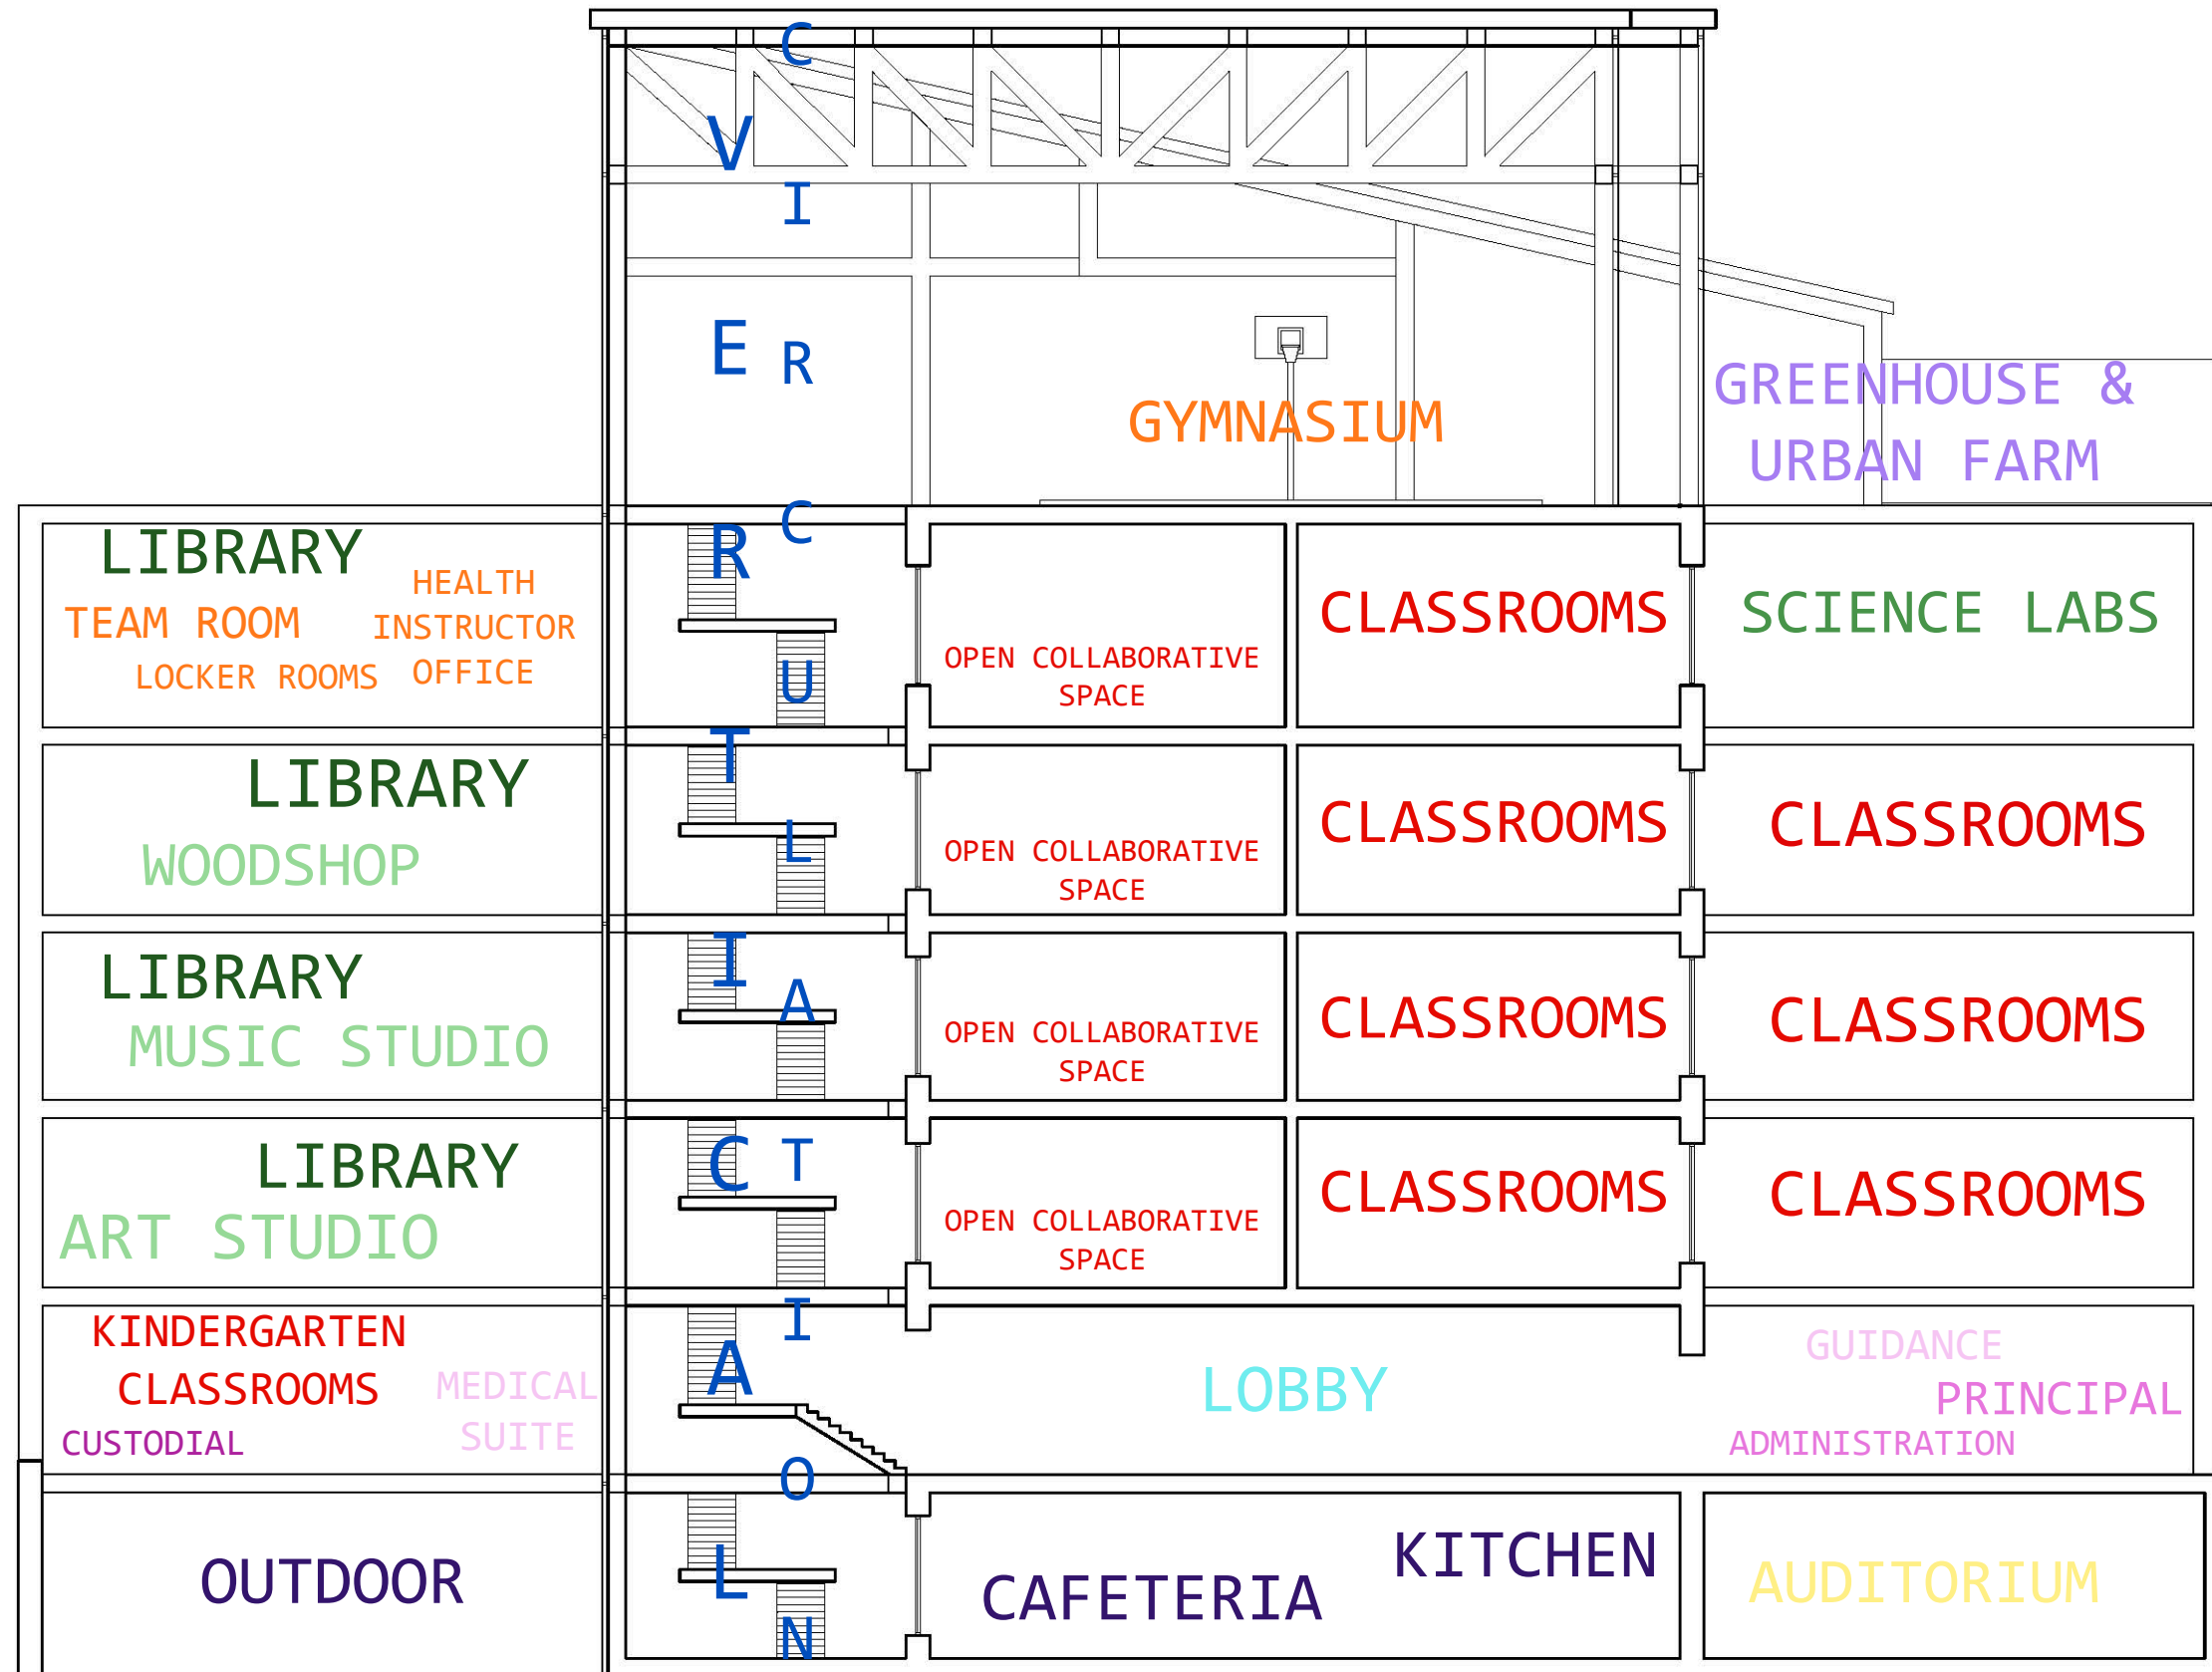 VERTICAL
CIRCULATION
GYMNASIUM
GREENHOUSE &
URBAN FARM
LIBRARY
TEAM ROOM
HEALTH
INSTRUCTOR
OFFICE
LOCKER ROOMS
OPEN COLLABORATIVE
SPACE
CLASSROOMS
SCIENCE LABS
LIBRARY
WOODSHOP
OPEN COLLABORATIVE
SPACE
CLASSROOMS
CLASSROOMS
LIBRARY
MUSIC STUDIO
OPEN COLLABORATIVE
SPACE
CLASSROOMS
CLASSROOMS
LIBRARY
ART STUDIO
OPEN COLLABORATIVE
SPACE
CLASSROOMS
CLASSROOMS
KINDERGARTEN
CLASSROOMS
CUSTODIAL
MEDICAL
SUITE
LOBBY
GUIDANCE
PRINCIPAL
ADMINISTRATION
OUTDOOR
CAFETERIA
KITCHEN
AUDITORIUM